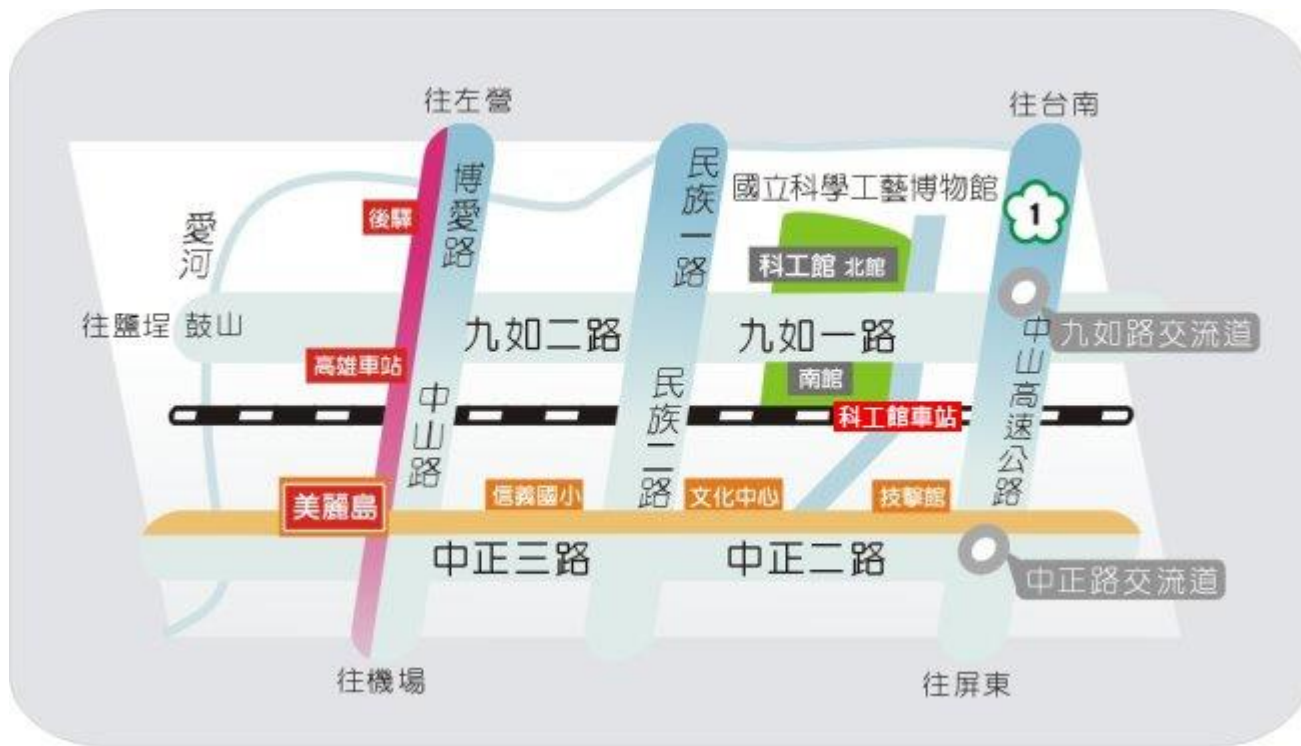 往左營
往台南
民族一路
博愛路
國立科學工藝博物館
1
後驛
愛河
科工館 北館
往鹽埕 鼓山
九如二路
九如一路
九如路交流道
高雄車站
南館
中山高速公路
民族二路
中山路
科工館車站
美麗島
信義國小
文化中心
技擊館
中正三路
中正二路
中正路交流道
往機場
往屏東